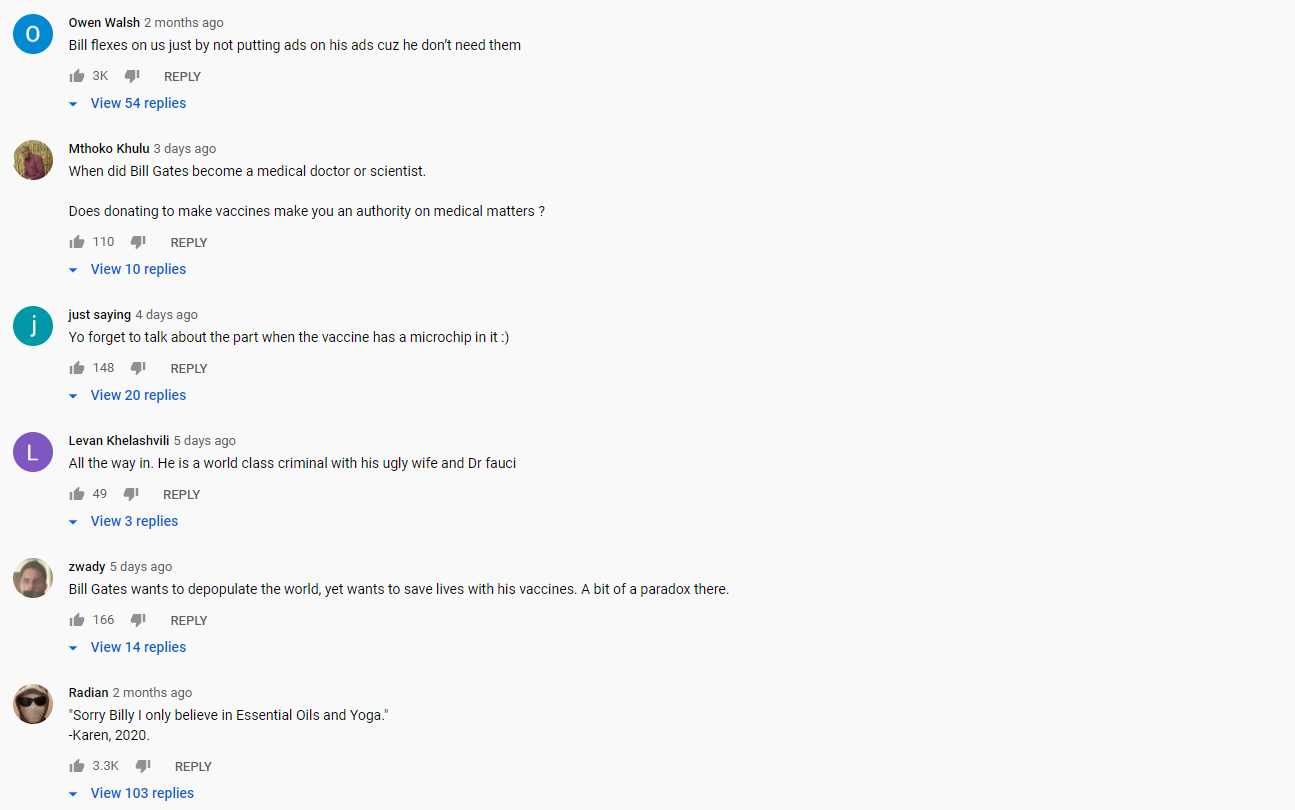 O
Owen Walsh 2 months ago
Bill flexes on us just by not putting ads on his ads cuz he don’t need them
3K REPLY
View 54 replies
Mthoko Khulu 3 days ago
When did Bill Gates become a medical doctor or scientist.
Does donating to make vaccines make you an authority on medical matters ?
110 REPLY
View 10 replies
j
just saying 4 days ago
Yo forget to talk about the part when the vaccine has a microchip in it :)
148 REPLY
View 20 replies
L
Levan Khelashvili 5 days ago
All the way in. He is a world class criminal with his ugly wife and Dr fauci
49 REPLY
View 3 replies
zwady 5 days ago
Bill Gates wants to depopulate the world, yet wants to save lives with his vaccines. A bit of a paradox there.
166 REPLY
View 14 replies
Radian 2 months ago
"Sorry Billy I only believe in Essential Oils and Yoga."
-Karen, 2020.
3.3K REPLY
View 103 replies